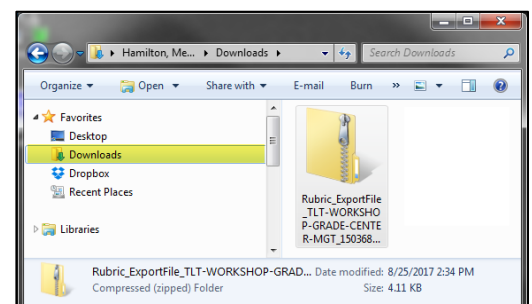 Hamilton, Me... ▸ Downloads ▸
Search Downloads
Organize ▾ Open ▾ Share with ▾ E-mail Burn »
Favorites
Desktop
Downloads
Dropbox
Recent Places
Libraries
Rubric_ExportFile
_TLT-WORKSHO
P-GRADE-CENTE
R-MGT_150368...
Rubric_ExportFile_TLT-WORKSHOP-GRAD... Date modified: 8/25/2017 2:34 PM
Compressed (zipped) Folder Size: 4.11 KB